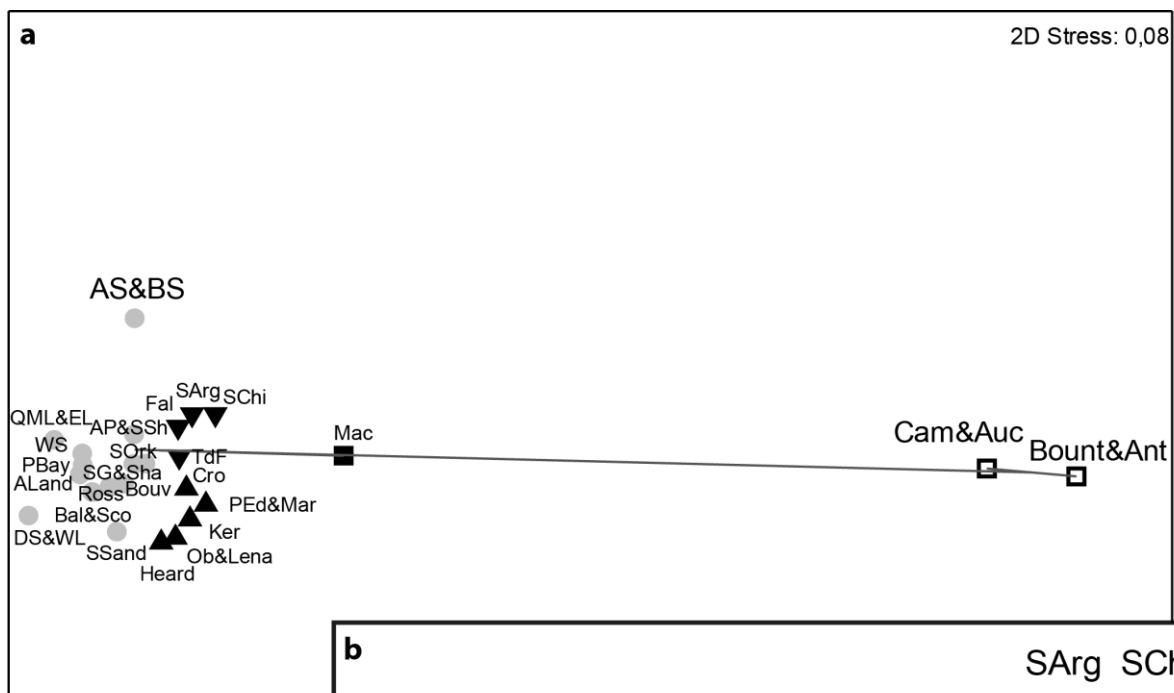 a
2D Stress: 0,08
AS&BS
SArg
SChi
Fal
QML&EL
AP&SSh
Mac
Cam&Auc
WS
SOrk
TdF
Bount&Ant
PBay
SG&Sha
Cro
ALand
Ross
Bouv
PEd&Mar
Bal&Sco
Ker
DS&WL
SSand
Ob&Lena
Heard
b
SArg SCh